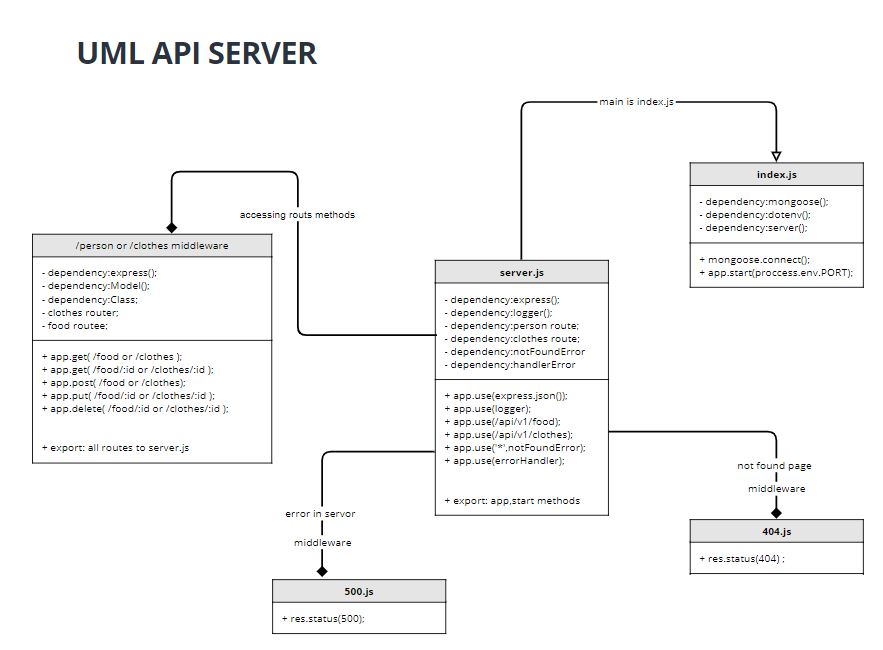 UML API SERVER
main is index.js
index.js
- dependency:mongoose();
- dependency:dotenv();
- dependency:server();
+ mongoose.connect();
+ app.start(proccess.env.PORT);
accessing routs methods
/person or /clothes middleware
- dependency:express();
- dependency:Model();
- dependency:Class;
- clothes router;
- food routee;
+ app.get( /food or /clothes );
+ app.get( /food/:id or /clothes/:id );
+ app.post( /food or /clothes);
+ app.put( /food/:id or /clothes/:id );
+ app.delete( /food/:id or /clothes/:id );
+ export: all routes to server.js
server.js
- dependency:express();
- dependency:logger();
- dependency:person route;
- dependency:clothes route;
- dependency:notFoundError
- dependency:handlerError
+ app.use(express.json());
+ app.use(logger);
+ app.use(/api/v1/food);
+ app.use(/api/v1/clothes);
+ app.use('*',notFoundError);
+ app.use(errorHandler);
+ export: app,start methods
not found page
middleware
404.js
+ res.status(404) ;
error in servor
middleware
500.js
+ res.status(500);